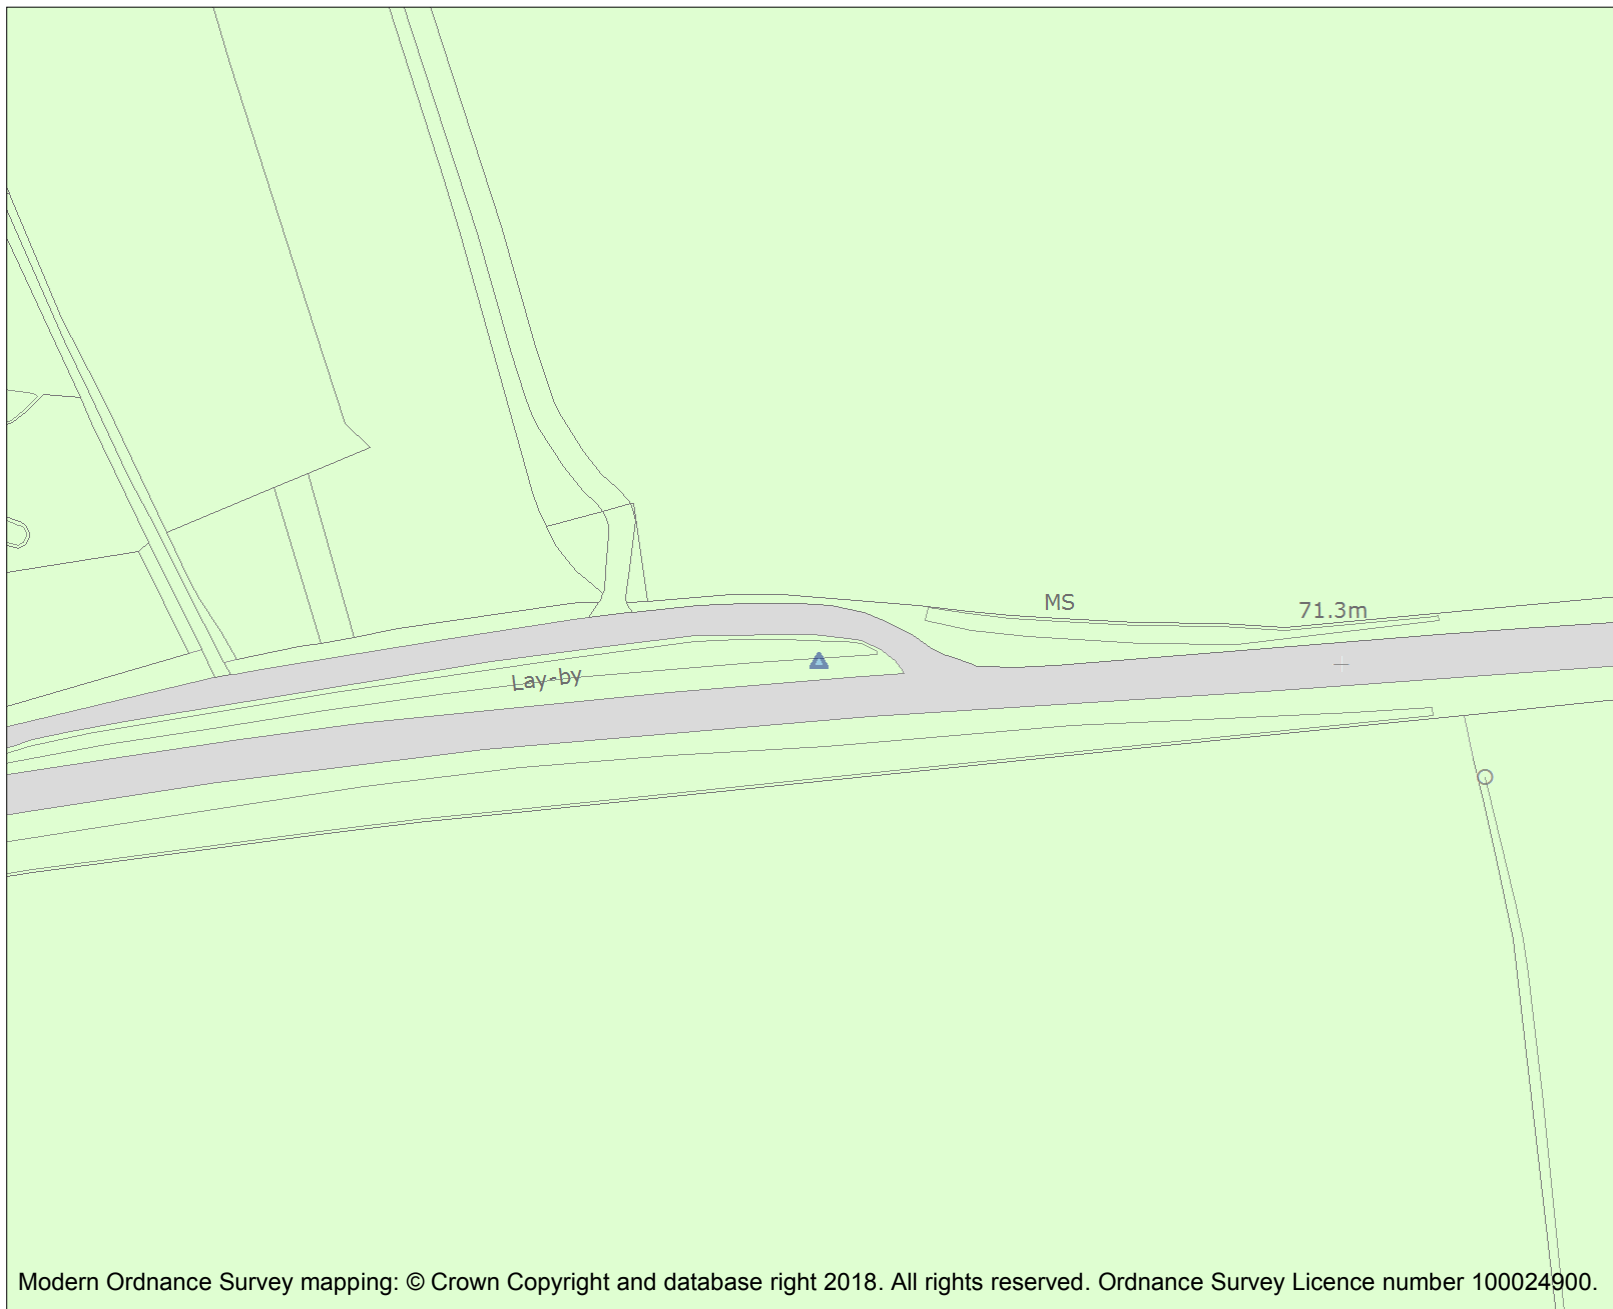 MS
71.3m
Lay-by
Modern Ordnance Survey mapping: © Crown Copyright and database right 2018. All rights reserved. Ordnance Survey Licence number 100024900.